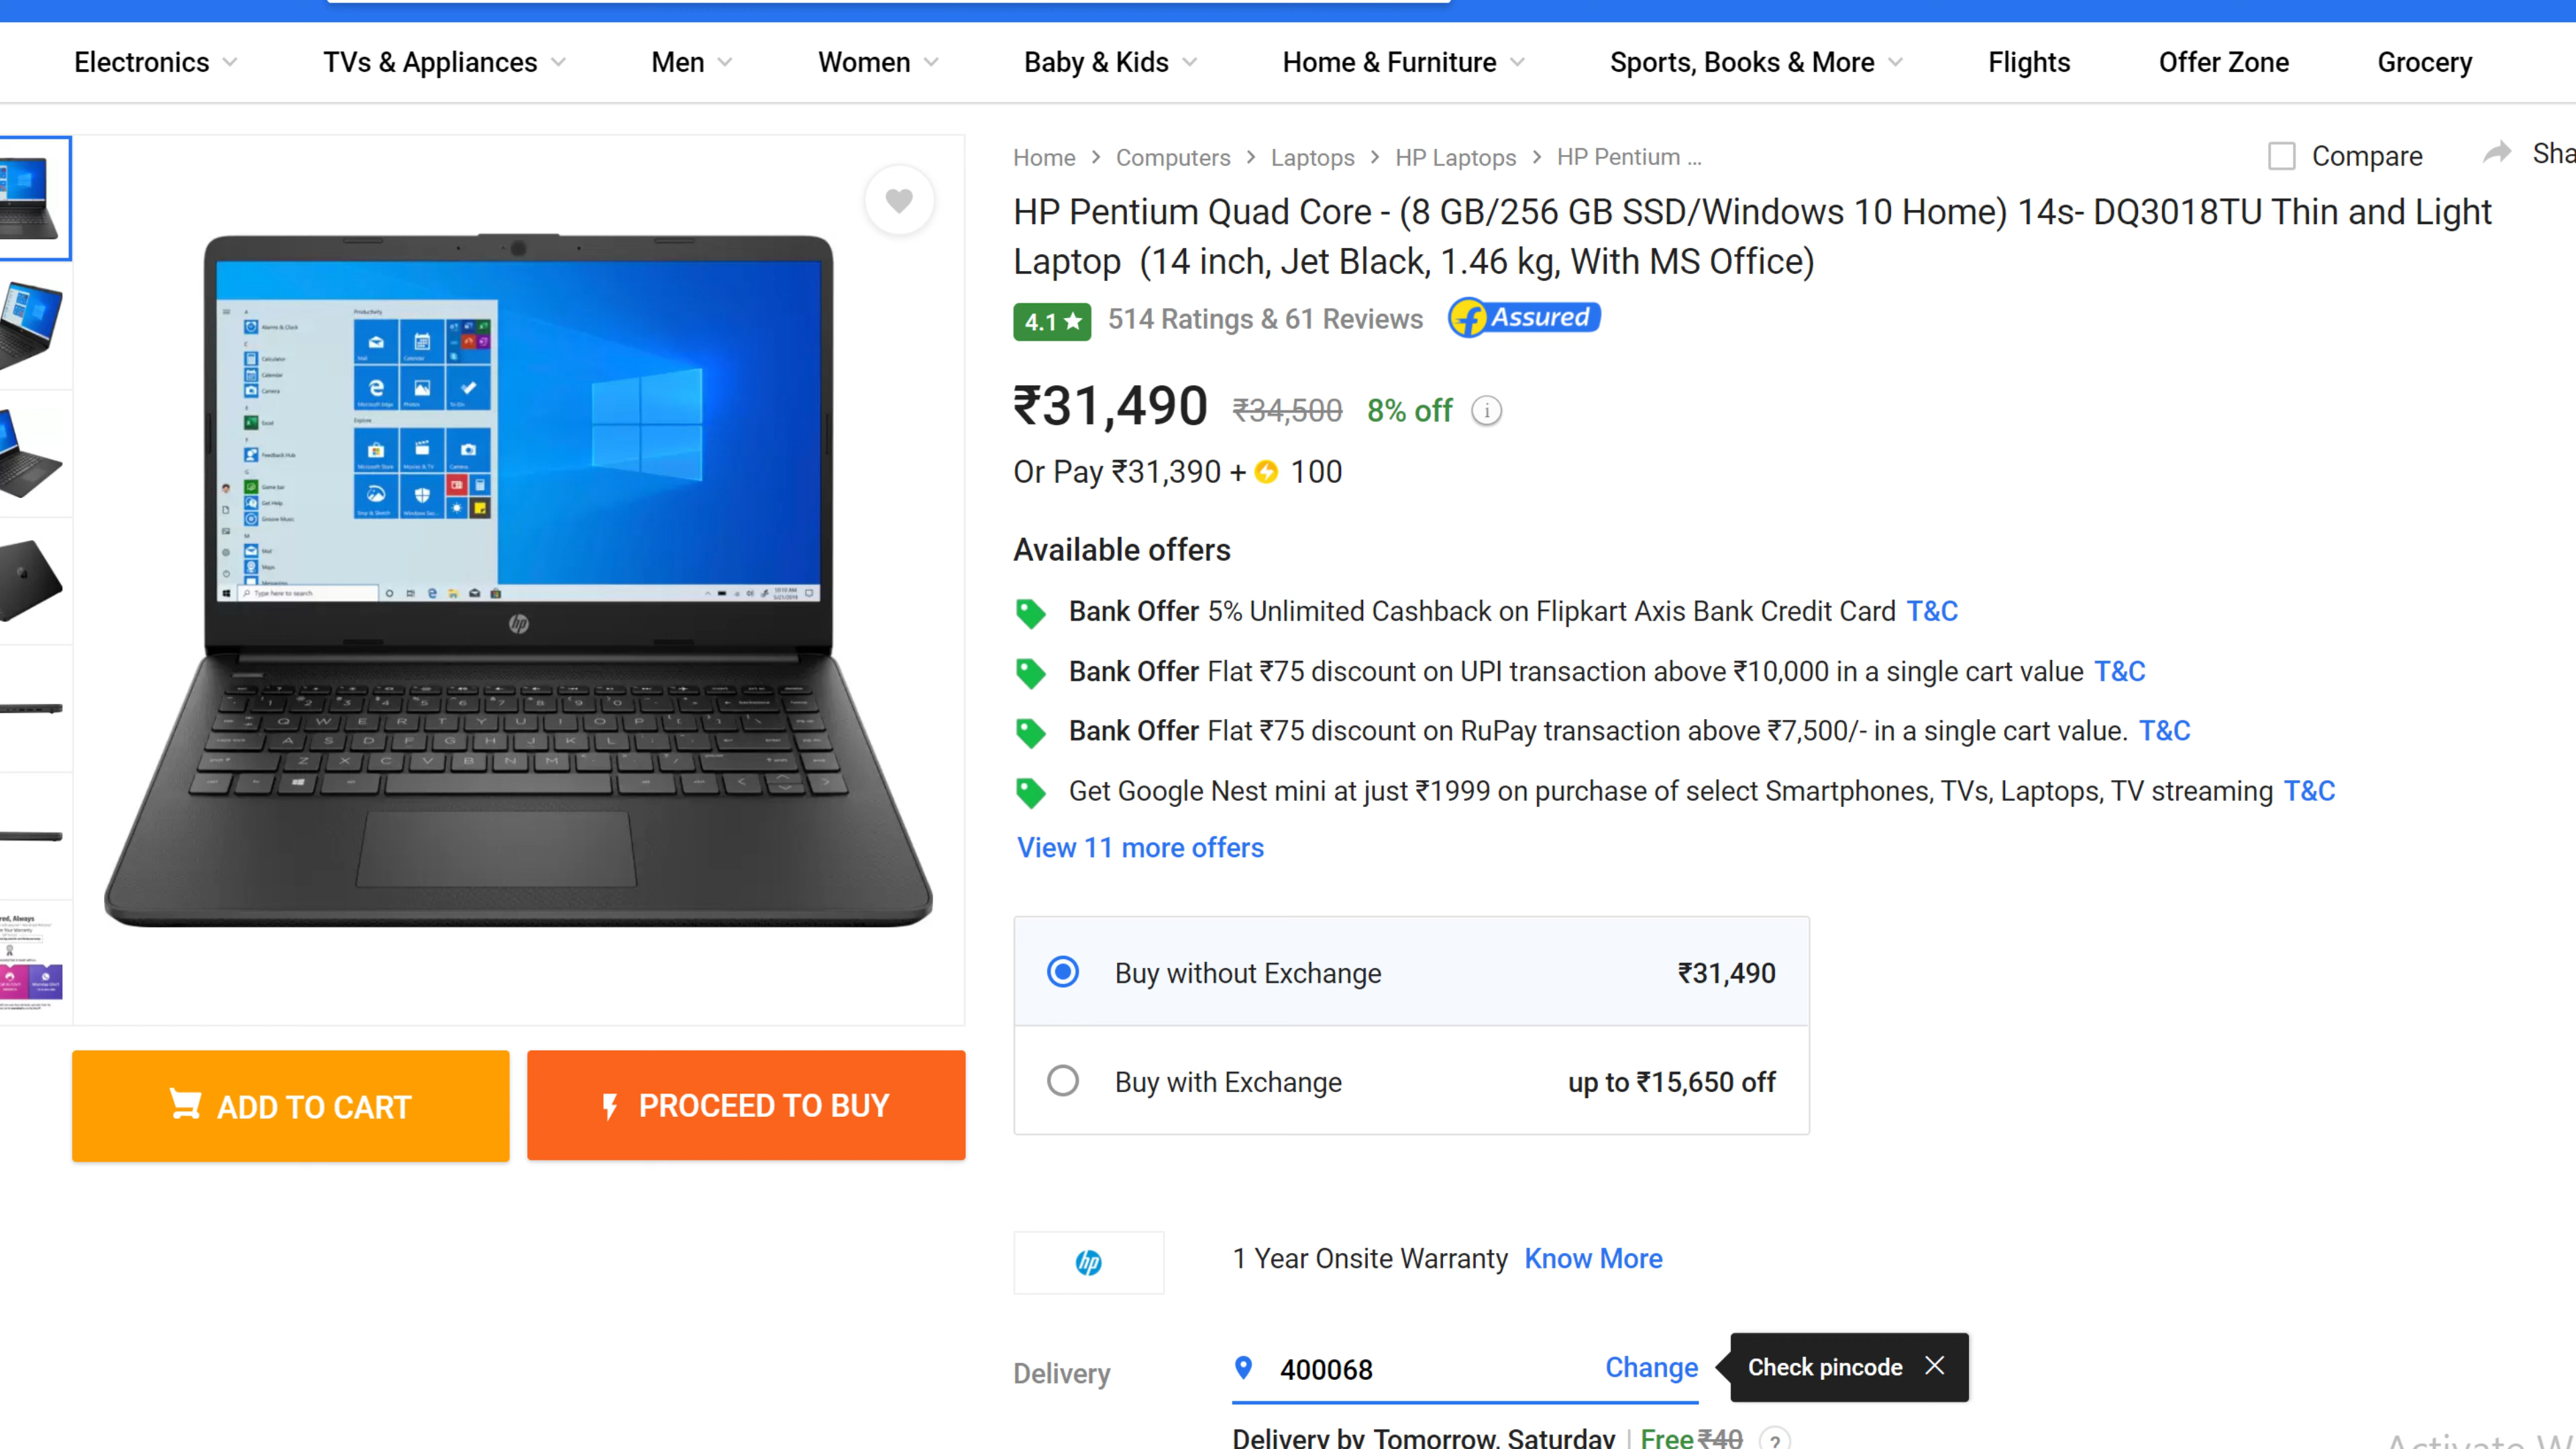 Electronics
TVs & Appliances
Men
Women
Baby & Kids
Home & Furniture
Sports, Books & More
Flights
Offer Zone
Grocery
Home > Computers > Laptops > HP Laptops > HP Pentium ...
Compare
Sha
HP Pentium Quad Core - (8 GB/256 GB SSD/Windows 10 Home) 14s- DQ3018TU Thin and Light
Laptop (14 inch, Jet Black, 1.46 kg, With MS Office)
4.1★ 514 Ratings & 61 Reviews
Assured
₹31,490 ₹34,500 8% off
Or Pay ₹31,390 + 100
Available offers
Bank Offer 5% Unlimited Cashback on Flipkart Axis Bank Credit Card T&C
Bank Offer Flat ₹75 discount on UPI transaction above ₹10,000 in a single cart value T&C
Bank Offer Flat ₹75 discount on RuPay transaction above ₹7,500/- in a single cart value. T&C
Get Google Nest mini at just ₹1999 on purchase of select Smartphones, TVs, Laptops, TV streaming T&C
View 11 more offers
Buy without Exchange ₹31,490
Buy with Exchange up to ₹15,650 off
Type here to search
hp
ADD TO CART
PROCEED TO BUY
hp
1 Year Onsite Warranty Know More
Delivery
400068
Change
Check pincode
Delivery by Tomorrow, Saturday | Free ₹40 ?